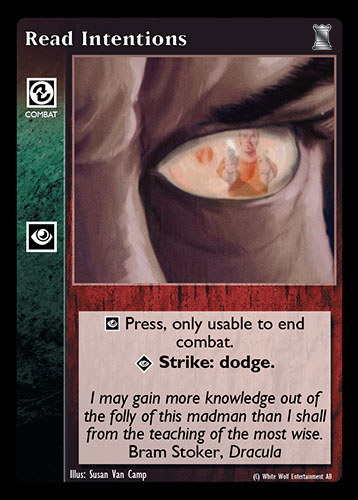 Read Intentions
COMBAT
Press, only usable to end
combat.
Strike: dodge.
I may gain more knowledge out of
the folly of this madman than I shall
from the teaching of the most wise.
Bram Stoker, Dracula
Illus: Susan Van Camp
(C) White Wolf Entertainment AB